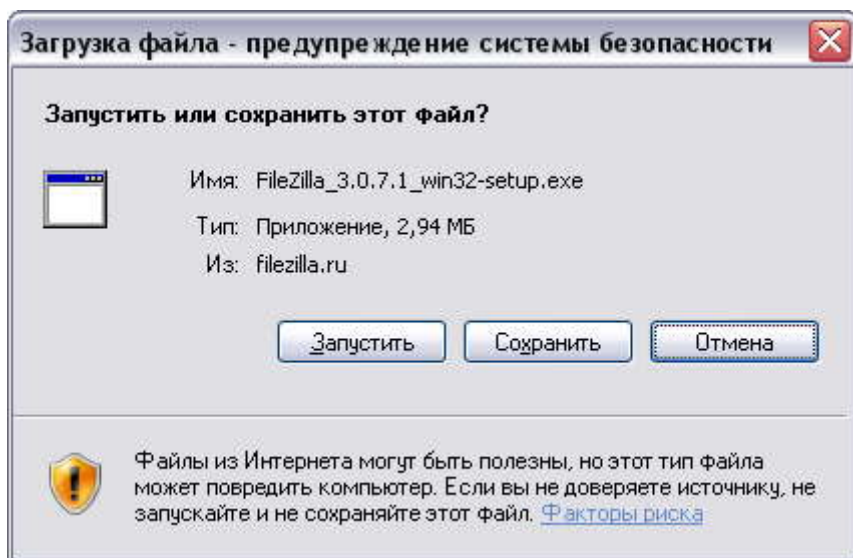 Загрузка файла - предупреждение системы безопасности
Запустить или сохранить этот файл?
Имя: FileZilla_3.0.7.1_win32-setup.exe
Тип: Приложение, 2,94 МБ
Из: filezilla.ru
Запустить Сохранить Отмена
Файлы из Интернета могут быть полезны, но этот тип файла
может повредить компьютер. Если вы не доверяете источнику, не
запускайте и не сохраняйте этот файл. Факторы риска